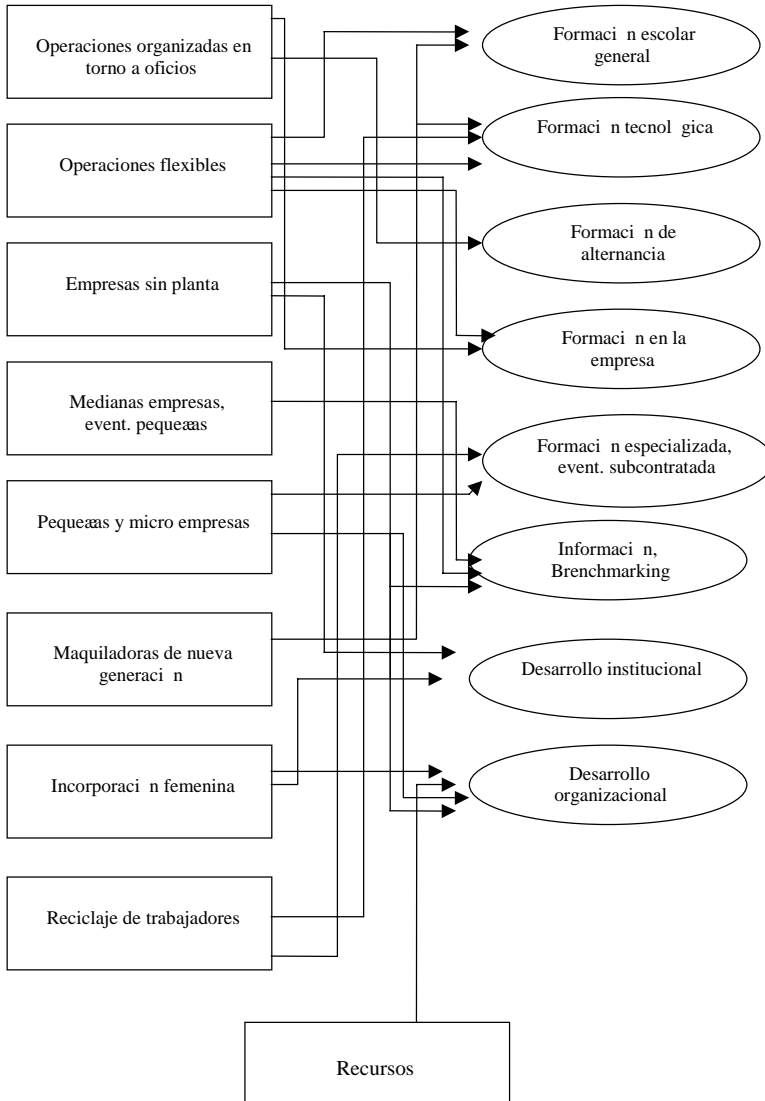 Operaciones organizadas en
torno a oficios
Operaciones flexibles
Empresas sin planta
Medianas empresas,
event. pequeææas
Pequeææas y micro empresas
Maquiladoras de nueva
generaci n
Incorporaci n femenina
Reciclaje de trabajadores
Formaci n escolar
general
Formaci n tecnol gica
Formaci n de
alternancia
Formaci n en la
empresa
Formaci n especializada,
event. subcontratada
Informaci n,
Brenchmarking
Desarrollo institucional
Desarrollo
organizacional
Recursos